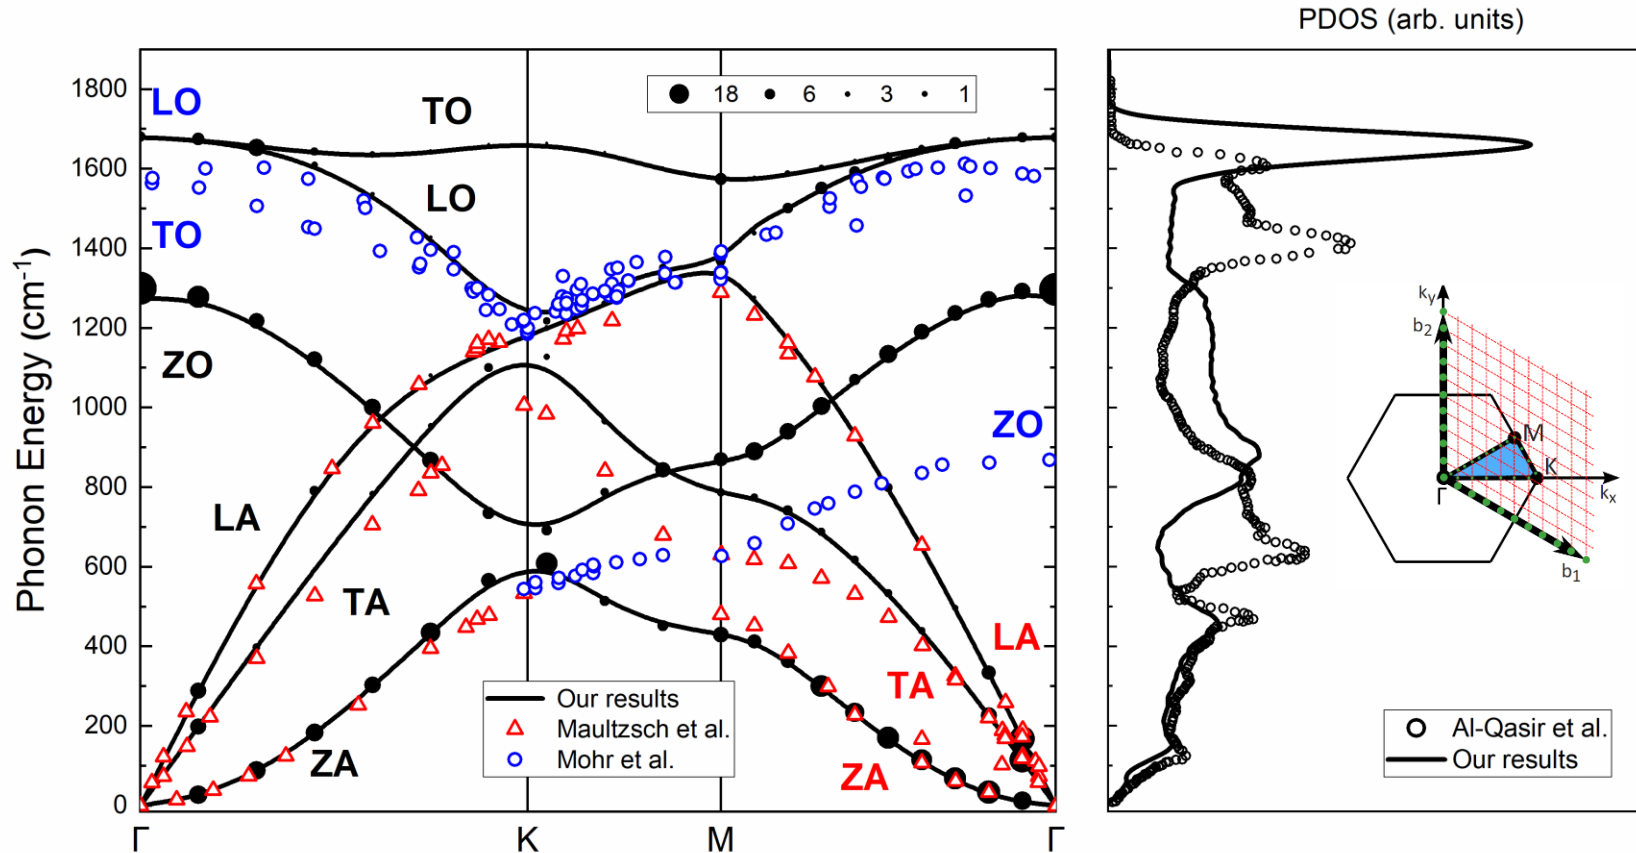 PDOS (arb. units)
Phonon Energy (cm⁻¹)
1800
1600
1400
1200
1000
800
600
400
200
0
Γ
K
M
Γ
18
6
3
1
LO
TO
TO
LO
ZO
ZO
LA
TA
LA
TA
ZA
ZA
Our results
Maultzsch et al.
Mohr et al.
k_y
b₂
M
K
Γ
k_x
b₁
Al-Qasir et al.
Our results